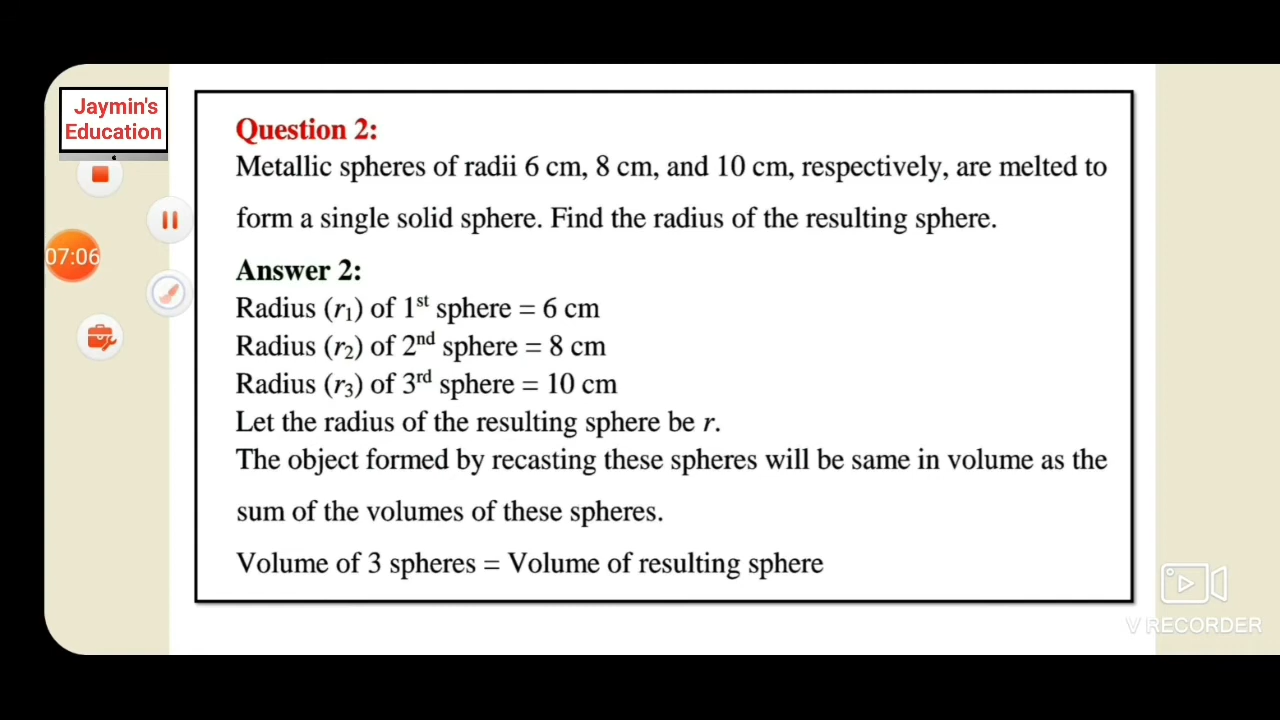 Jaymin's
Education
07:06
Question 2:
Metallic spheres of radii 6 cm, 8 cm, and 10 cm, respectively, are melted to
form a single solid sphere. Find the radius of the resulting sphere.
Answer 2:
Radius (r₁) of 1ˢᵗ sphere = 6 cm
Radius (r₂) of 2ⁿᵈ sphere = 8 cm
Radius (r₃) of 3ʳᵈ sphere = 10 cm
Let the radius of the resulting sphere be r.
The object formed by recasting these spheres will be same in volume as the
sum of the volumes of these spheres.
Volume of 3 spheres = Volume of resulting sphere
V RECORDER